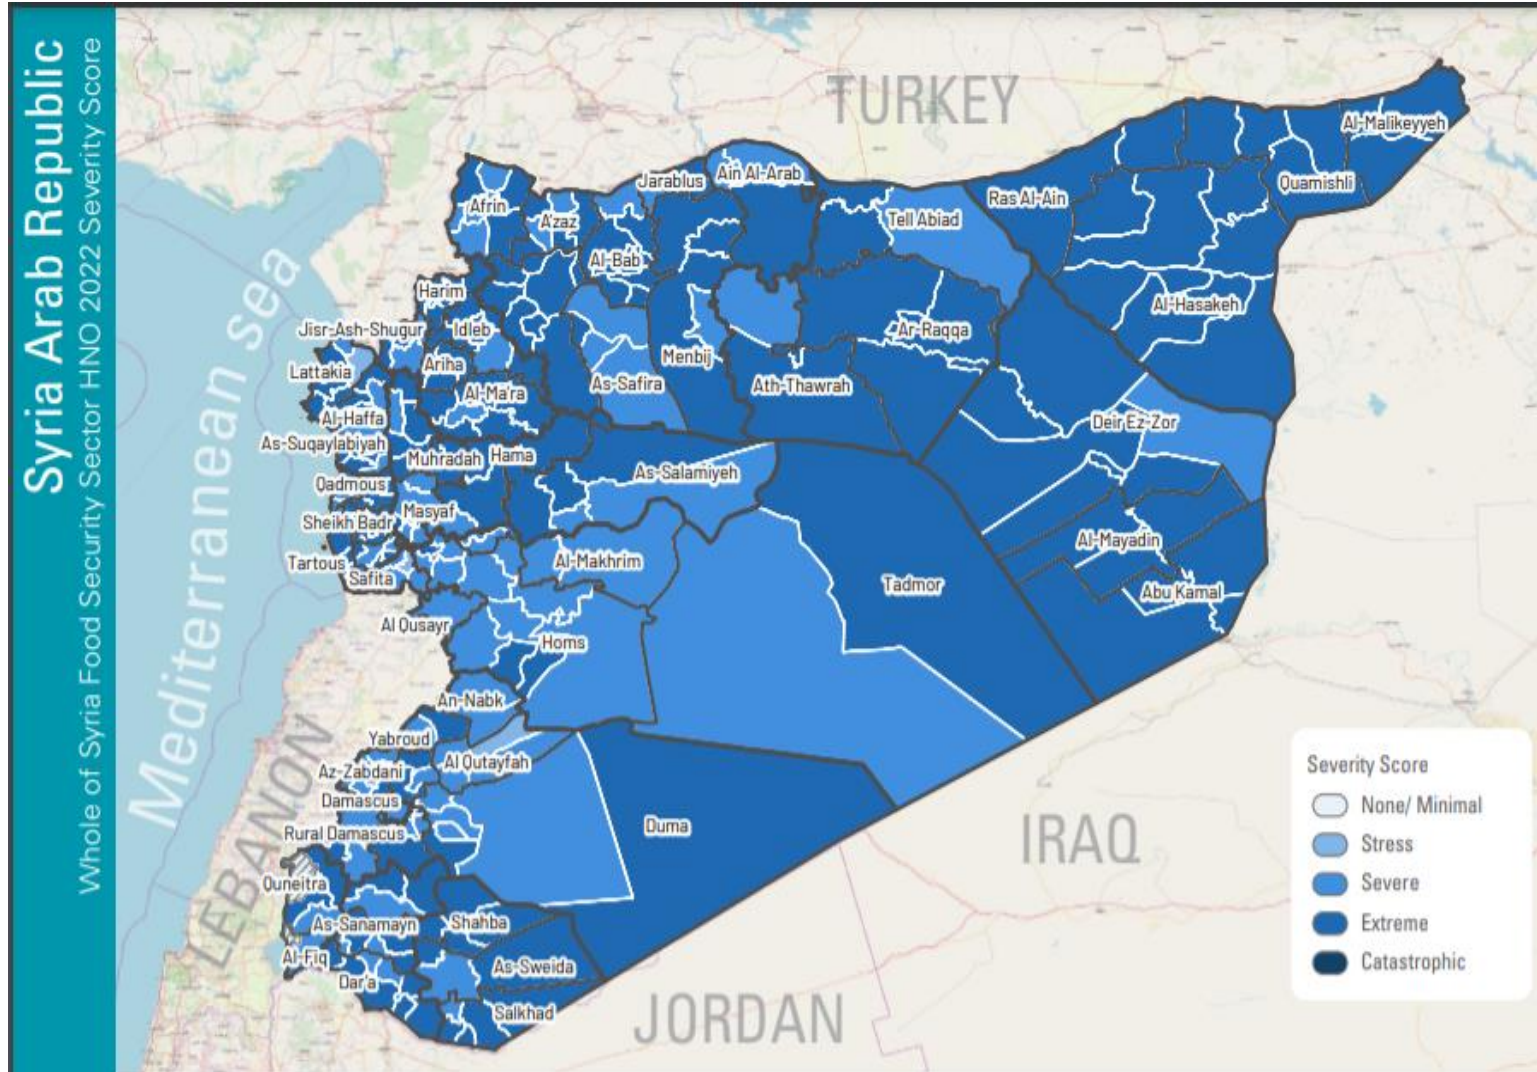 Syria Arab Republic
Whole of Syria Food Security Sector HNO 2022 Severity Score
TURKEY
Mediterranean sea
LEBANON
IRAQ
JORDAN
Al-Malikeyyeh
Quamishli
Ras Al-Ain
Ain Al-Arab
Jarablus
Tell Abiad
Afrin
A'zaz
Al-Bab
Harim
Al-Hasakeh
Jisr-Ash-Shugur
Idleb
Ar-Raqqa
Menbij
Lattakia
Ariha
As-Safira
Ath-Thawrah
Al-Ma'ra
Al-Haffa
Deir Ez-Zor
As-Suqaylabiyah
Muhradah
Hama
As-Salamiyeh
Qadmous
Masyaf
Sheikh Badr
Al-Mayadin
Tartous
Safita
Al-Makhrim
Tadmor
Abu Kamal
Al Qusayr
Homs
An-Nabk
Yabroud
Al Qutayfah
Az-Zabdani
Damascus
Rural Damascus
Duma
Quneitra
As-Sanamayn
Shahba
Al-Fiq
Dar'a
As-Sweida
Salkhad
Severity Score
None/ Minimal
Stress
Severe
Extreme
Catastrophic